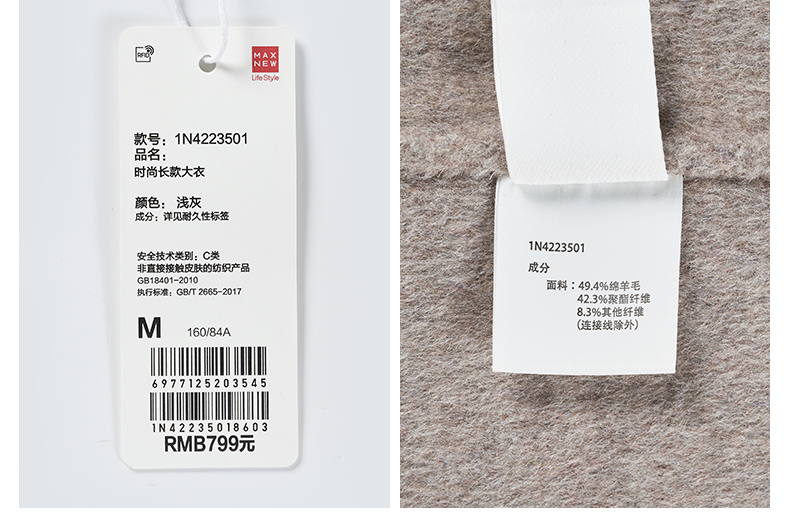 RFID
MAX
NEW
Life Style
款号：1N4223501
品名：
时尚长款大衣
颜色：浅灰
成分：详见耐久性标签
安全技术类别：C类
非直接接触皮肤的纺织产品
GB18401-2010
执行标准：GB/T 2665-2017
M 160/84A
6977125203545
1N42235018603
RMB799元
1N4223501
成分
面料：49.4%绵羊毛
42.3%聚酯纤维
8.3%其他纤维
（连接线除外）